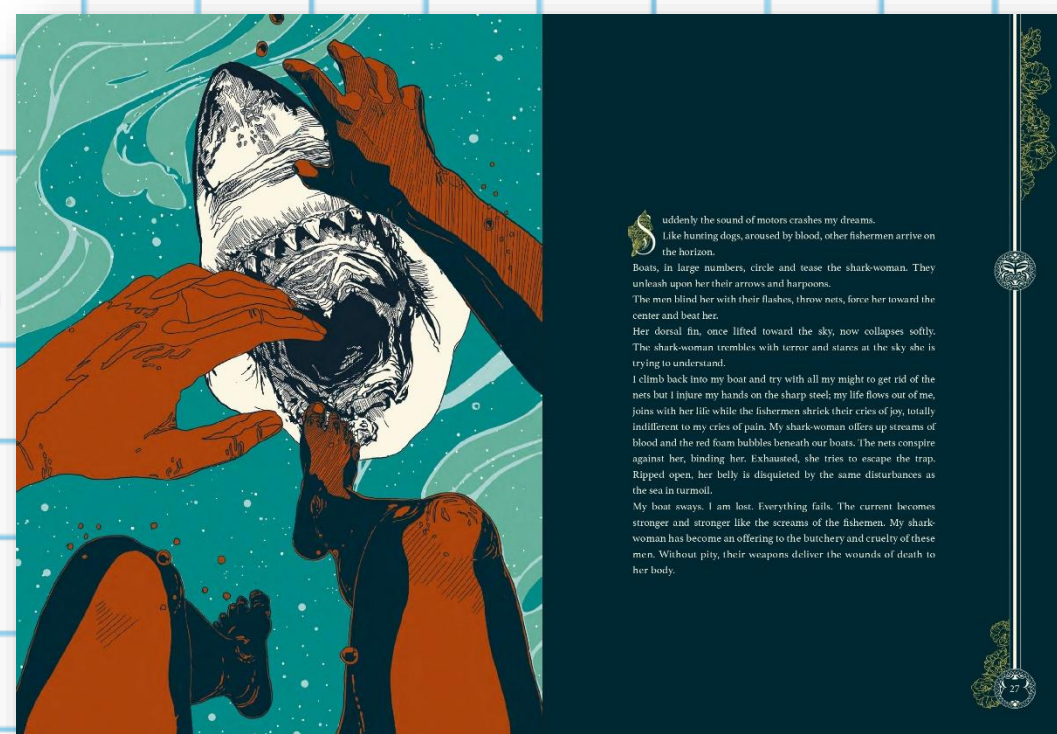 Suddenly the sound of motors crashes my dreams.
Like hunting dogs, aroused by blood, other fishermen arrive on
the horizon.
Boats, in large numbers, circle and tease the shark-woman. They
unleash upon her their arrows and harpoons.
The men blind her with their flashes, throw nets, force her toward the
center and beat her.
Her dorsal fin, once lifted toward the sky, now collapses softly.
The shark-woman trembles with terror and stares at the sky she is
trying to understand.
I climb back into my boat and try with all my might to get rid of the
nets but I injure my hands on the sharp steel; my life flows out of me,
joins with her life while the fishermen shriek their cries of joy, totally
indifferent to my cries of pain. My shark-woman offers up streams of
blood and the red foam bubbles beneath our boats. The nets conspire
against her, binding her. Exhausted, she tries to escape the trap.
Ripped open, her belly is disquieted by the same disturbances as
the sea in turmoil.
My boat sways. I am lost. Everything fails. The current becomes
stronger and stronger like the screams of the fishemen. My shark-
woman has become an offering to the butchery and cruelty of these
men. Without pity, their weapons deliver the wounds of death to
her body.
27